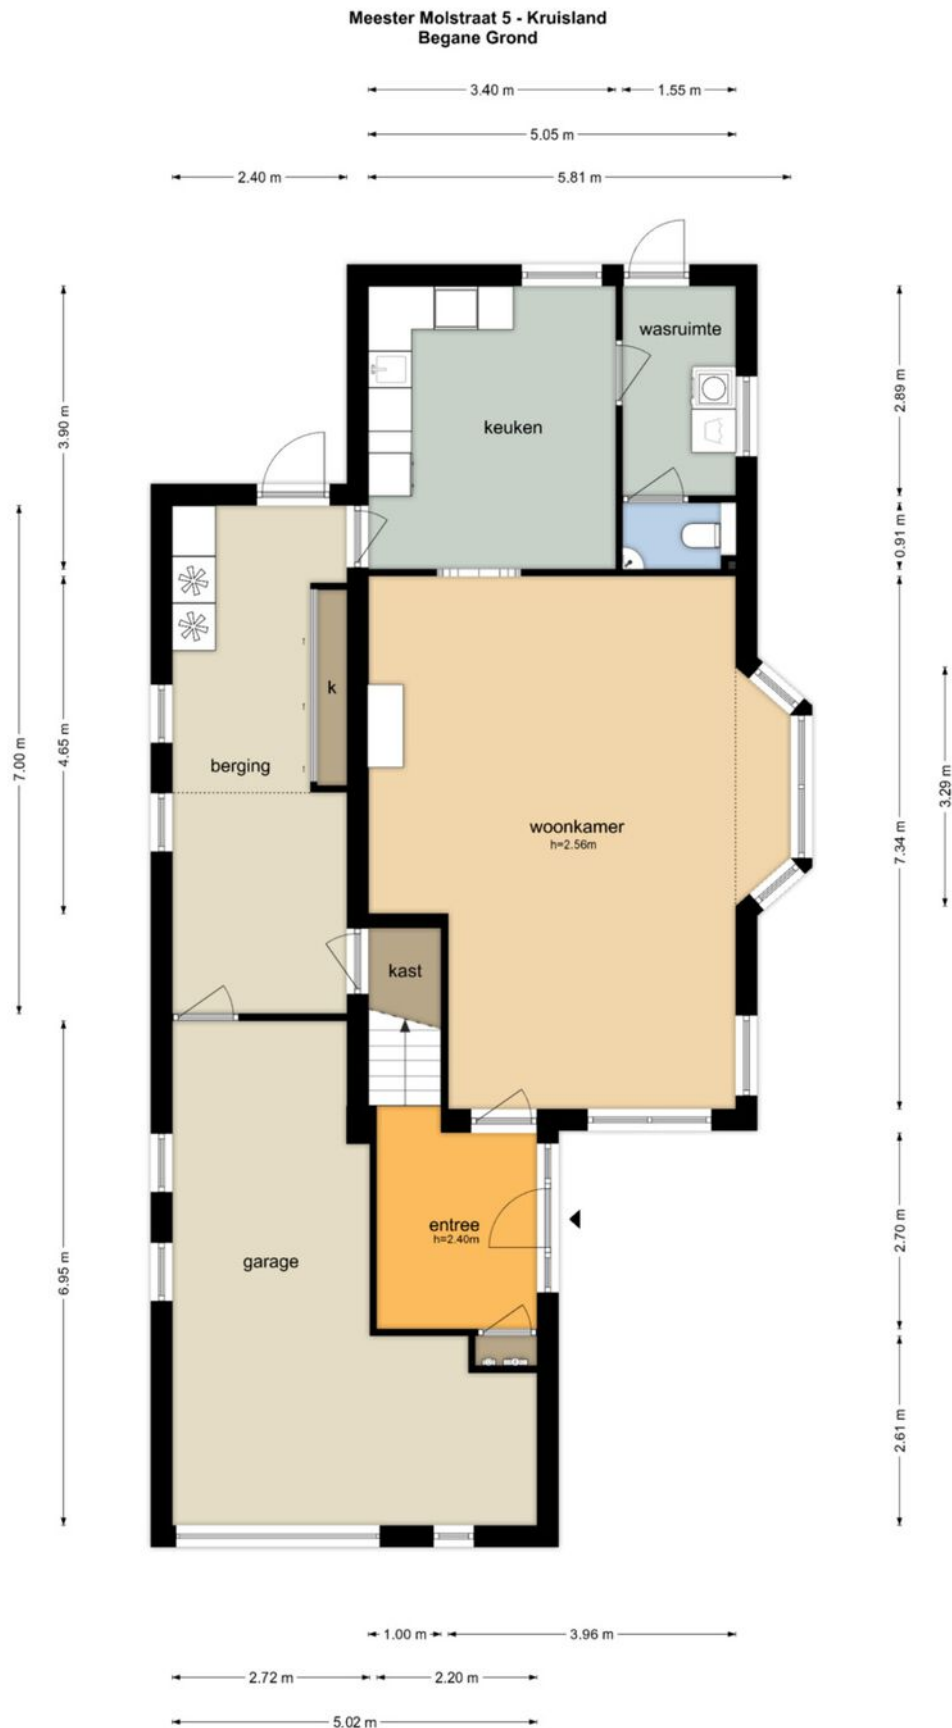 Meester Molstraat 5 - Kruisland
Begane Grond
3.40 m
1.55 m
5.05 m
2.40 m
5.81 m
wasruimte
keuken
3.90 m
2.89 m
0.91 m
k
berging
7.00 m
4.65 m
woonkamer
h=2.56m
3.29 m
7.34 m
kast
entree
h=2.40m
garage
6.95 m
2.70 m
2.61 m
1.00 m
3.96 m
2.72 m
2.20 m
5.02 m